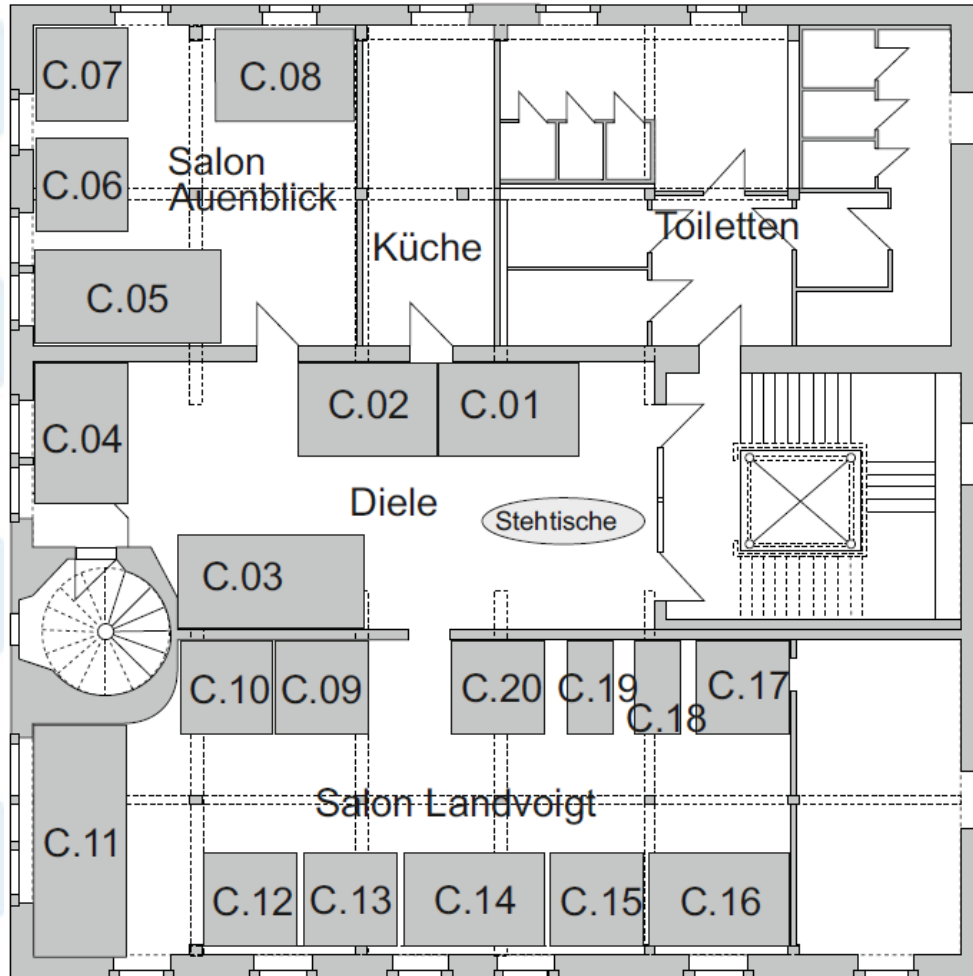 C.07
C.08
Salon
Auenblick
C.06
Küche
Toiletten
C.05
C.02
C.01
C.04
Diele
Stehtische
C.03
C.10
C.09
C.20
C.19
C.18
C.17
Salon Landvoigt
C.11
C.12
C.13
C.14
C.15
C.16